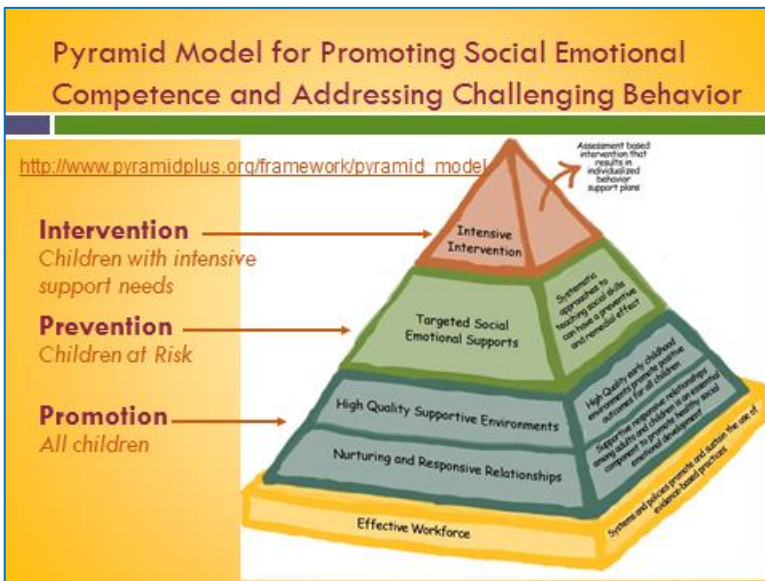 Pyramid Model for Promoting Social Emotional
Competence and Addressing Challenging Behavior
http://www.pyramidplus.org/framework/pyramid_model
Assessment based
intervention that
results in
individualized
behavior
support plans
Intervention
Children with intensive
support needs
Intensive
Intervention
Prevention
Children at Risk
Targeted Social
Emotional Supports
Systematic
approaches to
teaching social skills
can have a preventive
and remedial effect
Promotion
All children
High Quality Supportive Environments
High Quality early childhood
environments promote positive
outcomes for all children
Nurturing and Responsive Relationships
Supportive responsive relationships
among adults and children is an essential
component to promote healthy social
emotional development
Effective Workforce
Systems and policies promote and sustain the use of
evidence-based practices